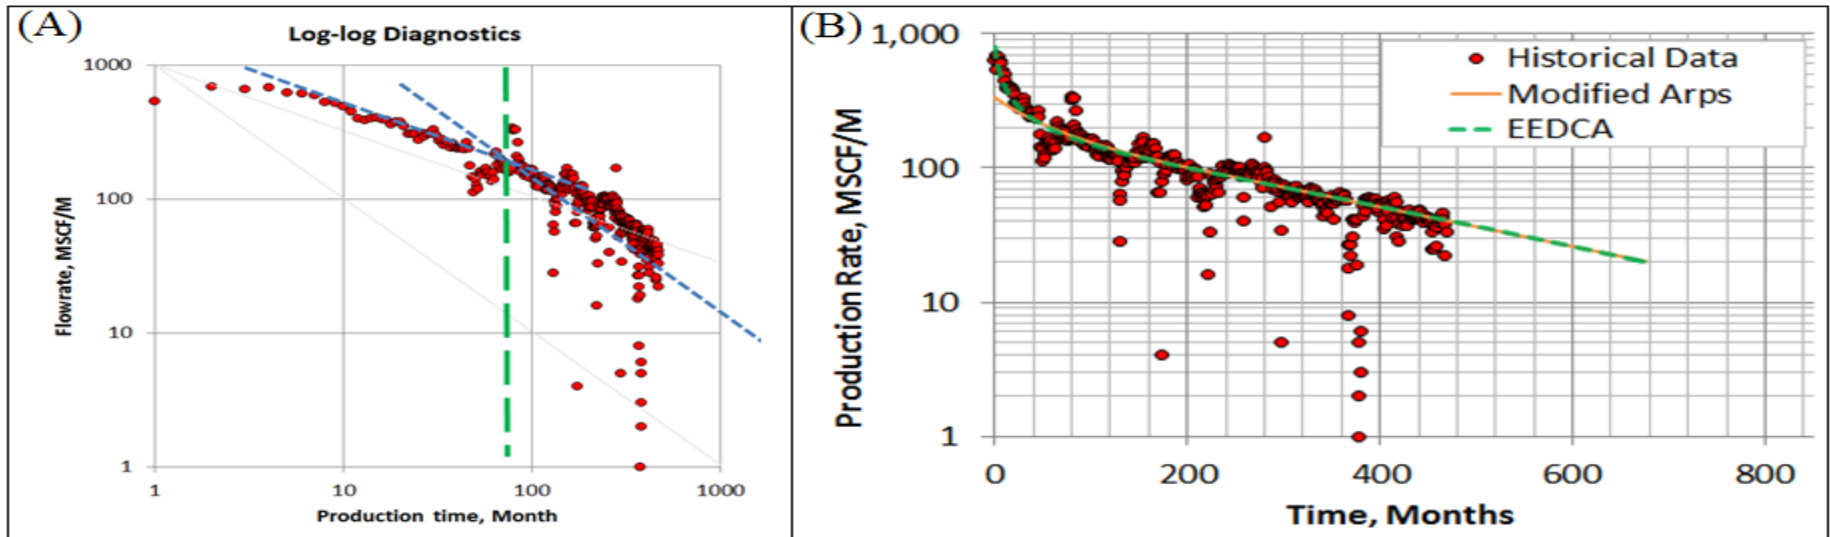 (A)
Log-log Diagnostics
1000
100
10
1
Flowrate, MSCF/M
1
10
100
1000
Production time, Month
(B)
1,000
100
10
1
Production Rate, MSCF/M
Historical Data
Modified Arps
EEDCA
0
200
400
600
800
Time, Months